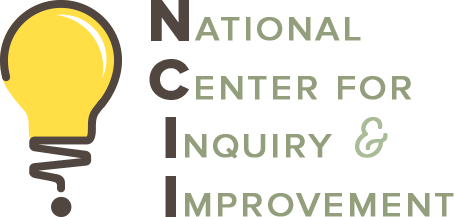 NATIONAL
CENTER FOR
INQUIRY &
IMPROVEMENT